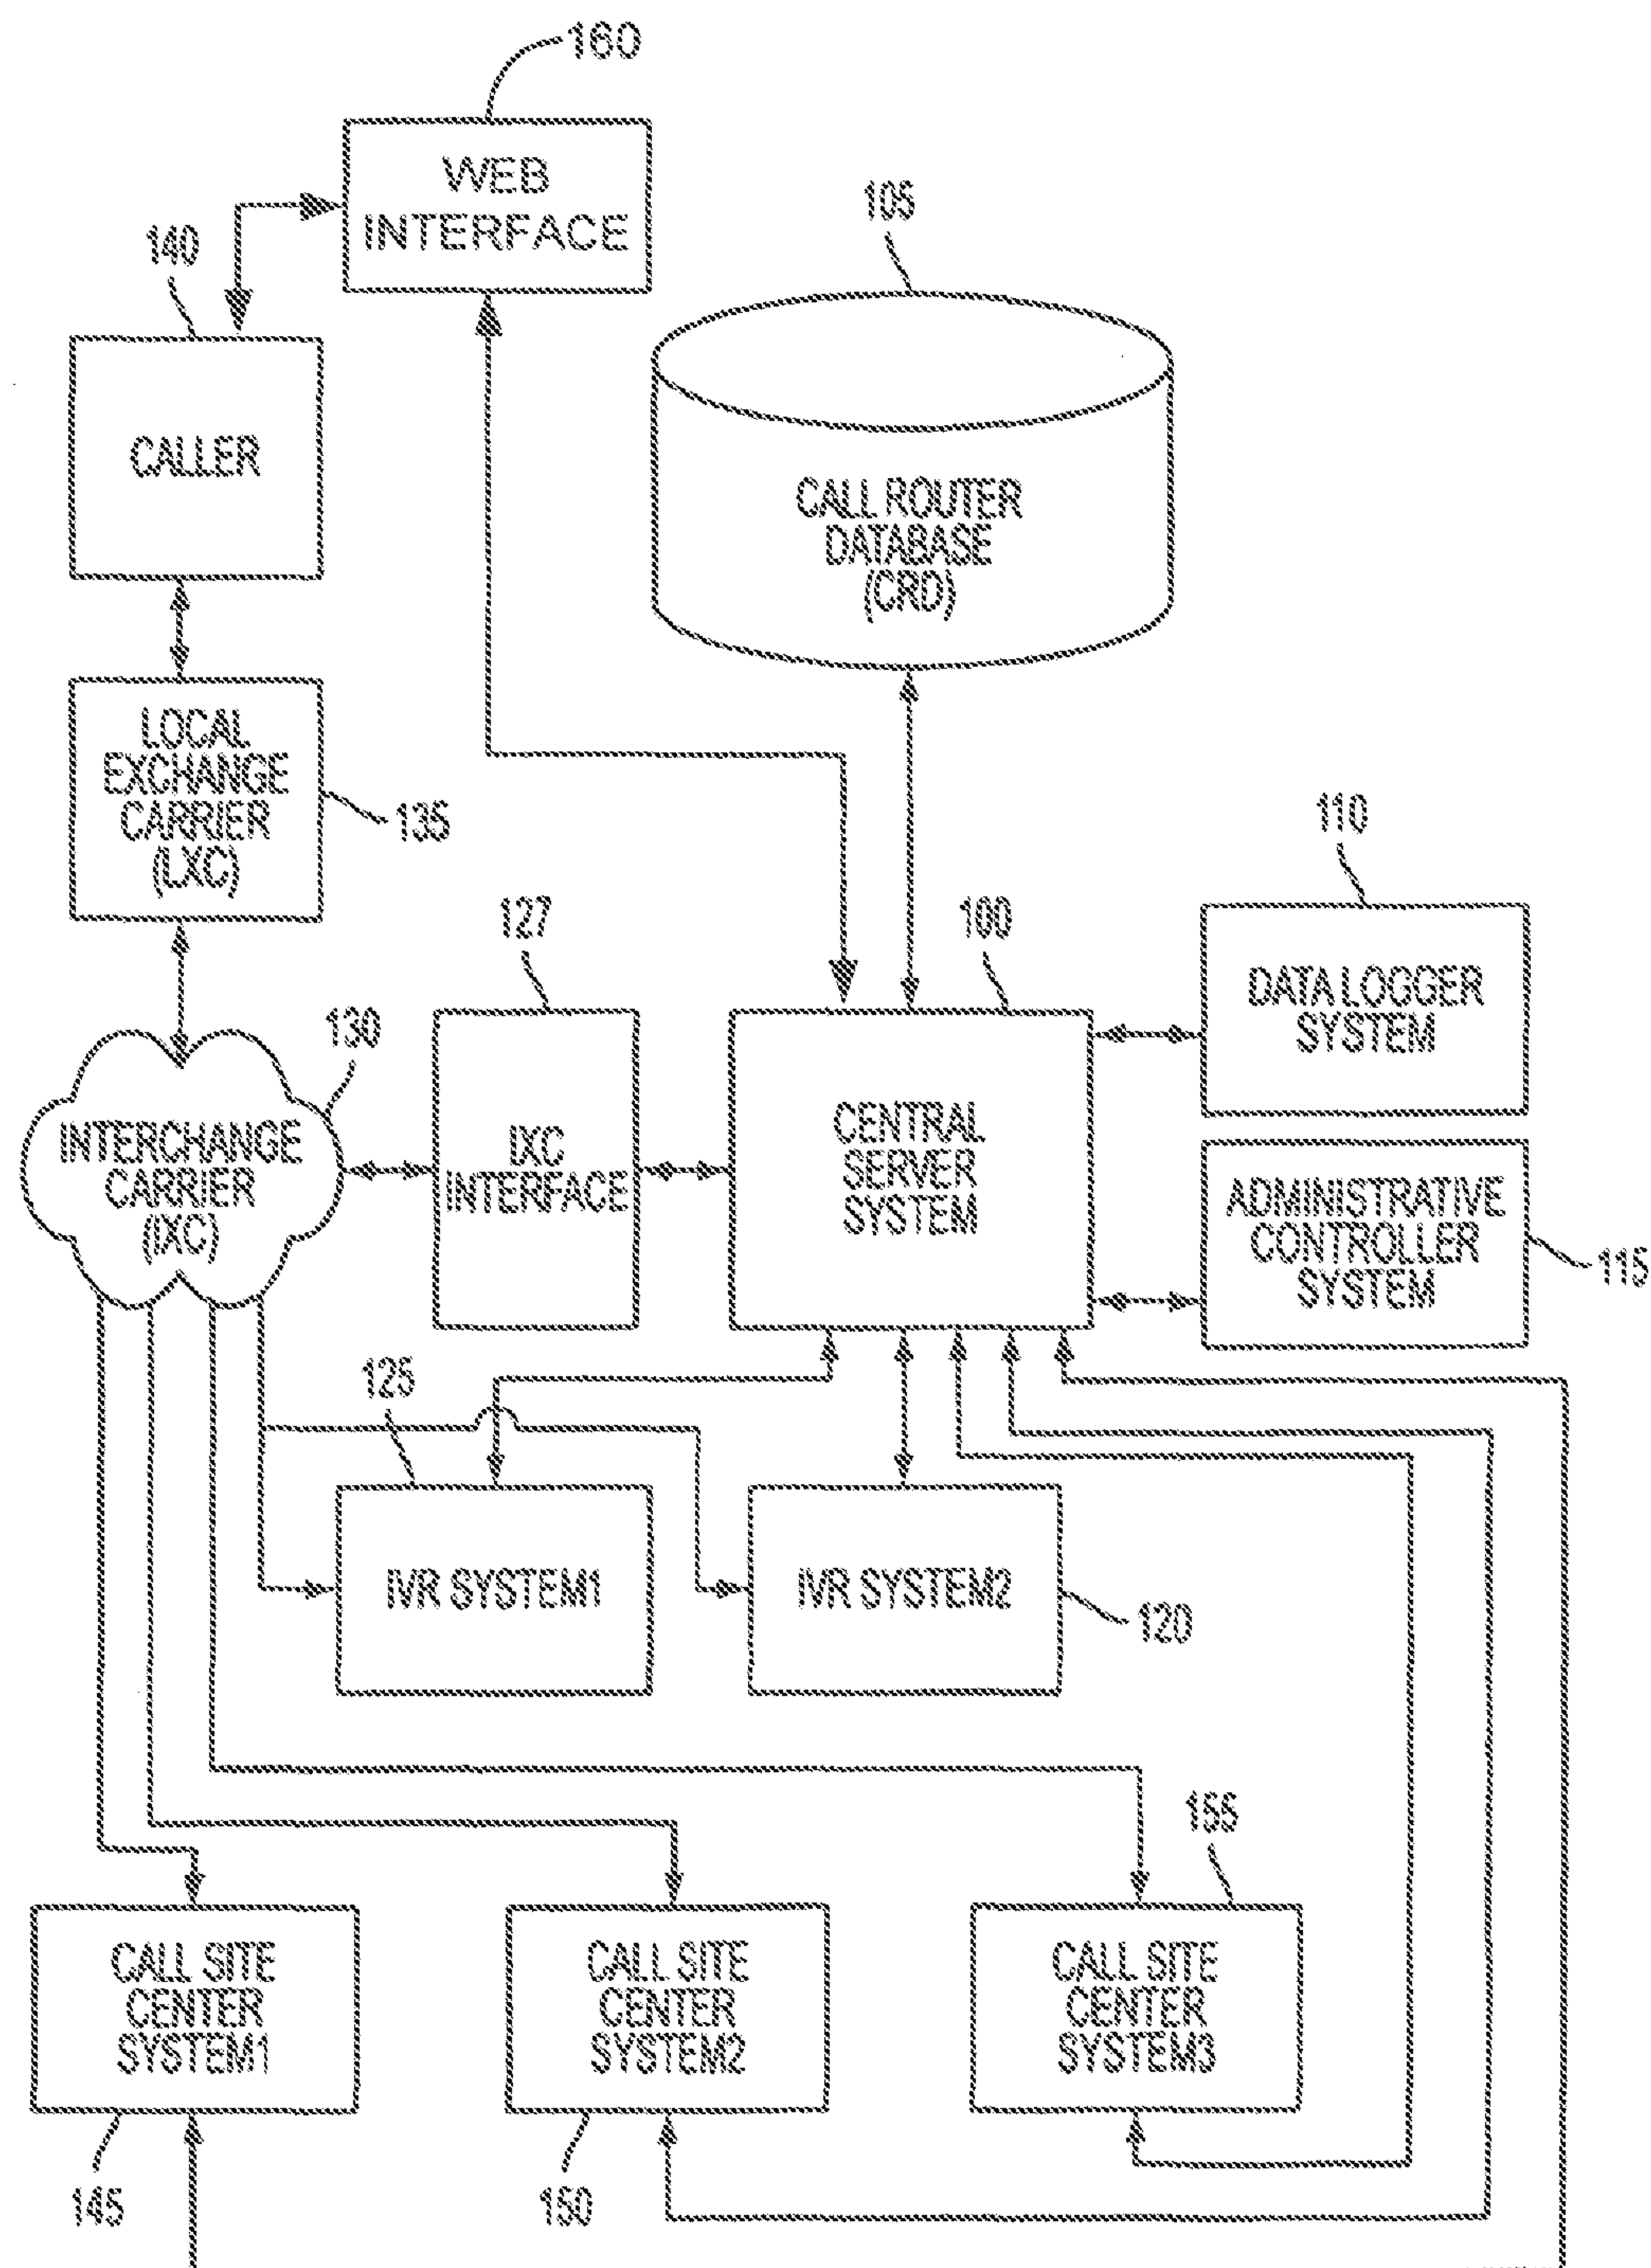 160
WEB
INTERFACE
105
140
CALLER
CALL ROUTER
DATABASE
(CRD)
LOCAL
EXCHANGE
CARRIER
(LXC)
135
110
127
100
DATA LOGGER
SYSTEM
130
INTERCHANGE
CARRIER
(IXC)
IXC
INTERFACE
CENTRAL
SERVER
SYSTEM
ADMINISTRATIVE
CONTROLLER
SYSTEM
115
125
IVR SYSTEM1
IVR SYSTEM2
120
155
CALL SITE
CENTER
SYSTEM1
CALL SITE
CENTER
SYSTEM2
CALL SITE
CENTER
SYSTEM3
145
150